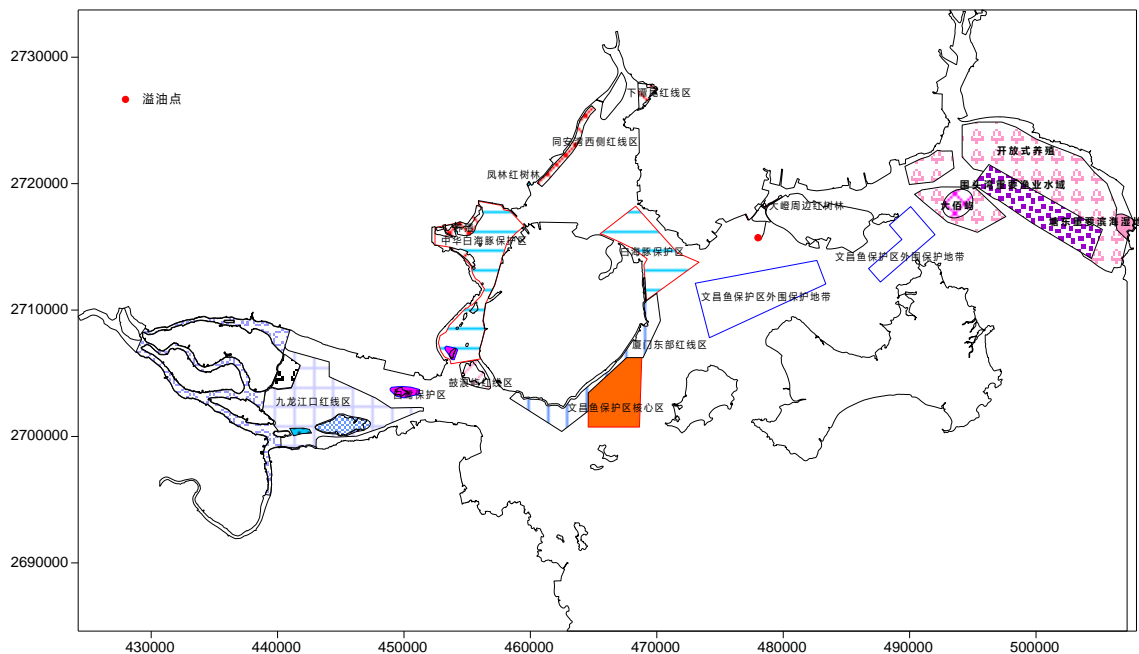 2730000
溢油点
下潭尾红线区
同安湾西侧红线区
开放式养殖
凤林红树林
2720000
大嶝周边红树林
大佰屿
中华白海豚保护区
白海豚保护区
文昌鱼保护区外围保护地带
文昌鱼保护区外围保护地带
2710000
厦门东部红线区
鼓浪屿红线区
保护区
九龙江口红线区
文昌鱼保护区核心区
2700000
2690000
430000 440000 450000 460000 470000 480000 490000 500000